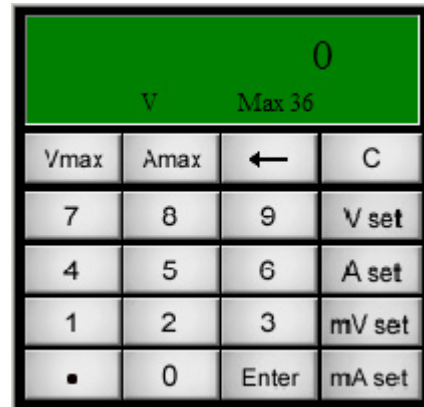 0
V Max 36
Vmax Amax ← C
7 8 9 V set
4 5 6 A set
1 2 3 mV set
. 0 Enter mA set